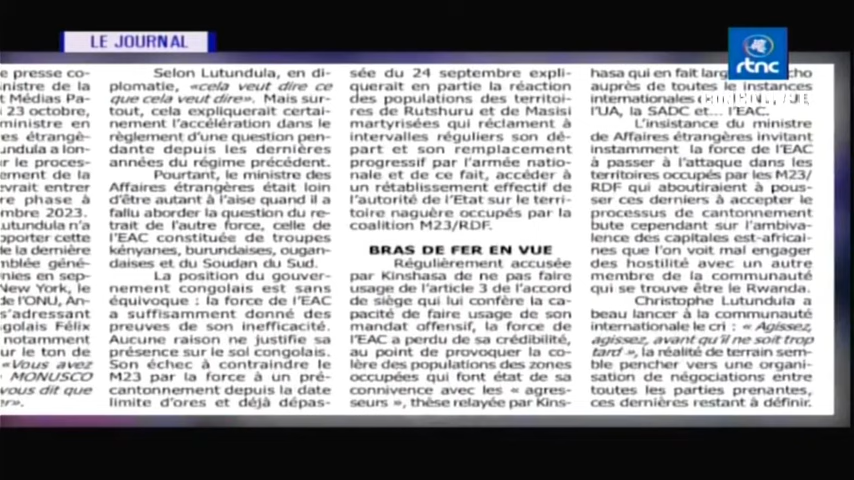 LE JOURNAL
rtnc
e presse co-
nistre de la
t Médias Pa-
i 23 octobre,
ministre en
es étrangè-
undula a lon-
ur le proces-
ement de la
evrait entrer
re phase à
mbre 2023.
utundula n'a
pporter cette
de la dernière
mblée géné-
nies en sep-
New York, le
de l'ONU, An-
s'adressant
golais Félix
notamment
ur le ton de
«Vous avez
MONUSCO
vous dit que
er».
Selon Lutundula, en di-
plomatie, «cela veut dire ce
que cela veut dire». Mais sur-
tout, cela expliquerait certai-
nement l'accélération dans le
règlement d'une question pen-
dante depuis les dernières
années du régime précédent.
Pourtant, le ministre des
Affaires étrangères était loin
d'être autant à l'aise quand il a
fallu aborder la question du re-
trait de l'autre force, celle de
l'EAC constituée de troupes
kényanes, burundaises, ougan-
daises et du Soudan du Sud.
La position du gouver-
nement congolais est sans
équivoque : la force de l'EAC
a suffisamment donné des
preuves de son inefficacité.
Aucune raison ne justifie sa
présence sur le sol congolais.
Son échec à contraindre le
M23 par la force à un pré-
cantonnement depuis la date
limite d'ores et déjà dépas-
sée du 24 septembre expli-
querait en partie la réaction
des populations des territoi-
res de Rutshuru et de Masisi
martyrisées qui réclament à
intervalles réguliers son dé-
part et son remplacement
progressif par l'armée natio-
nale et de ce fait, accéder à
un rétablissement effectif de
l'autorité de l'Etat sur le terri-
toire naguère occupés par la
coalition M23/RDF.
BRAS DE FER EN VUE
Régulièrement accusée
par Kinshasa de ne pas faire
usage de l'article 3 de l'accord
de siège qui lui confère la ca-
pacité de faire usage de son
mandat offensif, la force de
l'EAC a perdu de sa crédibilité,
au point de provoquer la co-
lère des populations des zones
occupées qui font état de sa
connivence avec les « agres-
seurs », thèse relayée par Kins-
hasa qui en fait large écho
auprès de toutes le instances
internationales
l'UA, la SADC et... l'EAC.
L'insistance du ministre
de Affaires étrangères invitant
instamment la force de l'EAC
à passer à l'attaque dans les
territoires occupés par les M23/
RDF qui aboutiraient à pous-
ser ces derniers à accepter le
processus de cantonnement
bute cependant sur l'ambiva-
lence des capitales est-africai-
nes que l'on voit mal engager
des hostilité avec un autre
membre de la communauté
qui se trouve être le Rwanda.
Christophe Lutundula a
beau lancer à la communauté
internationale le cri : « Agissez,
agissez, avant qu'il ne soit trop
tard », la réalité de terrain sem-
ble pencher vers une organi-
sation de négociations entre
toutes les parties prenantes,
ces dernières restant à définir.